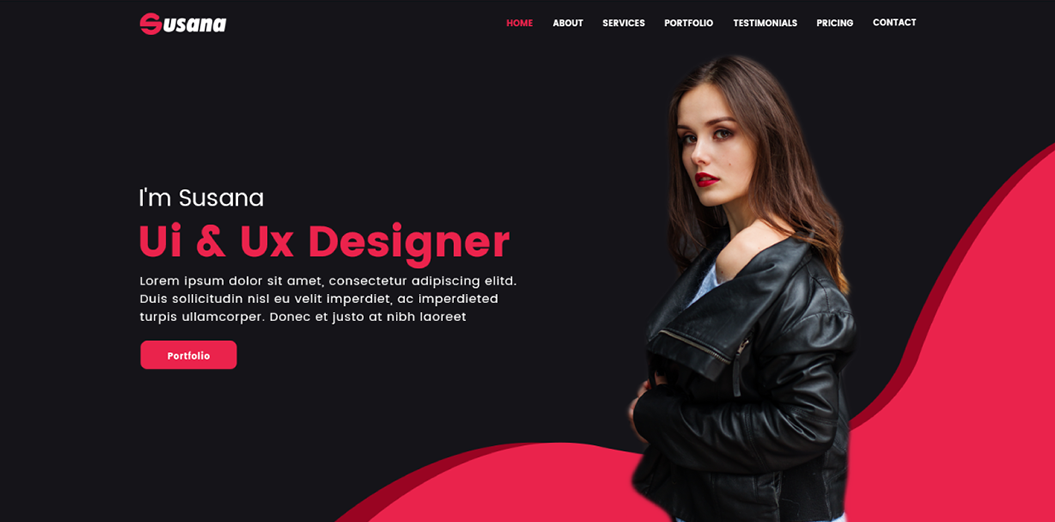 Susana
HOME ABOUT SERVICES PORTFOLIO TESTIMONIALS PRICING CONTACT
I'm Susana
Ui & Ux Designer
Lorem ipsum dolor sit amet, consectetur adipiscing elitd.
Duis sollicitudin nisl eu velit imperdiet, ac imperdieted
turpis ullamcorper. Donec et justo at nibh laoreet
Portfolio